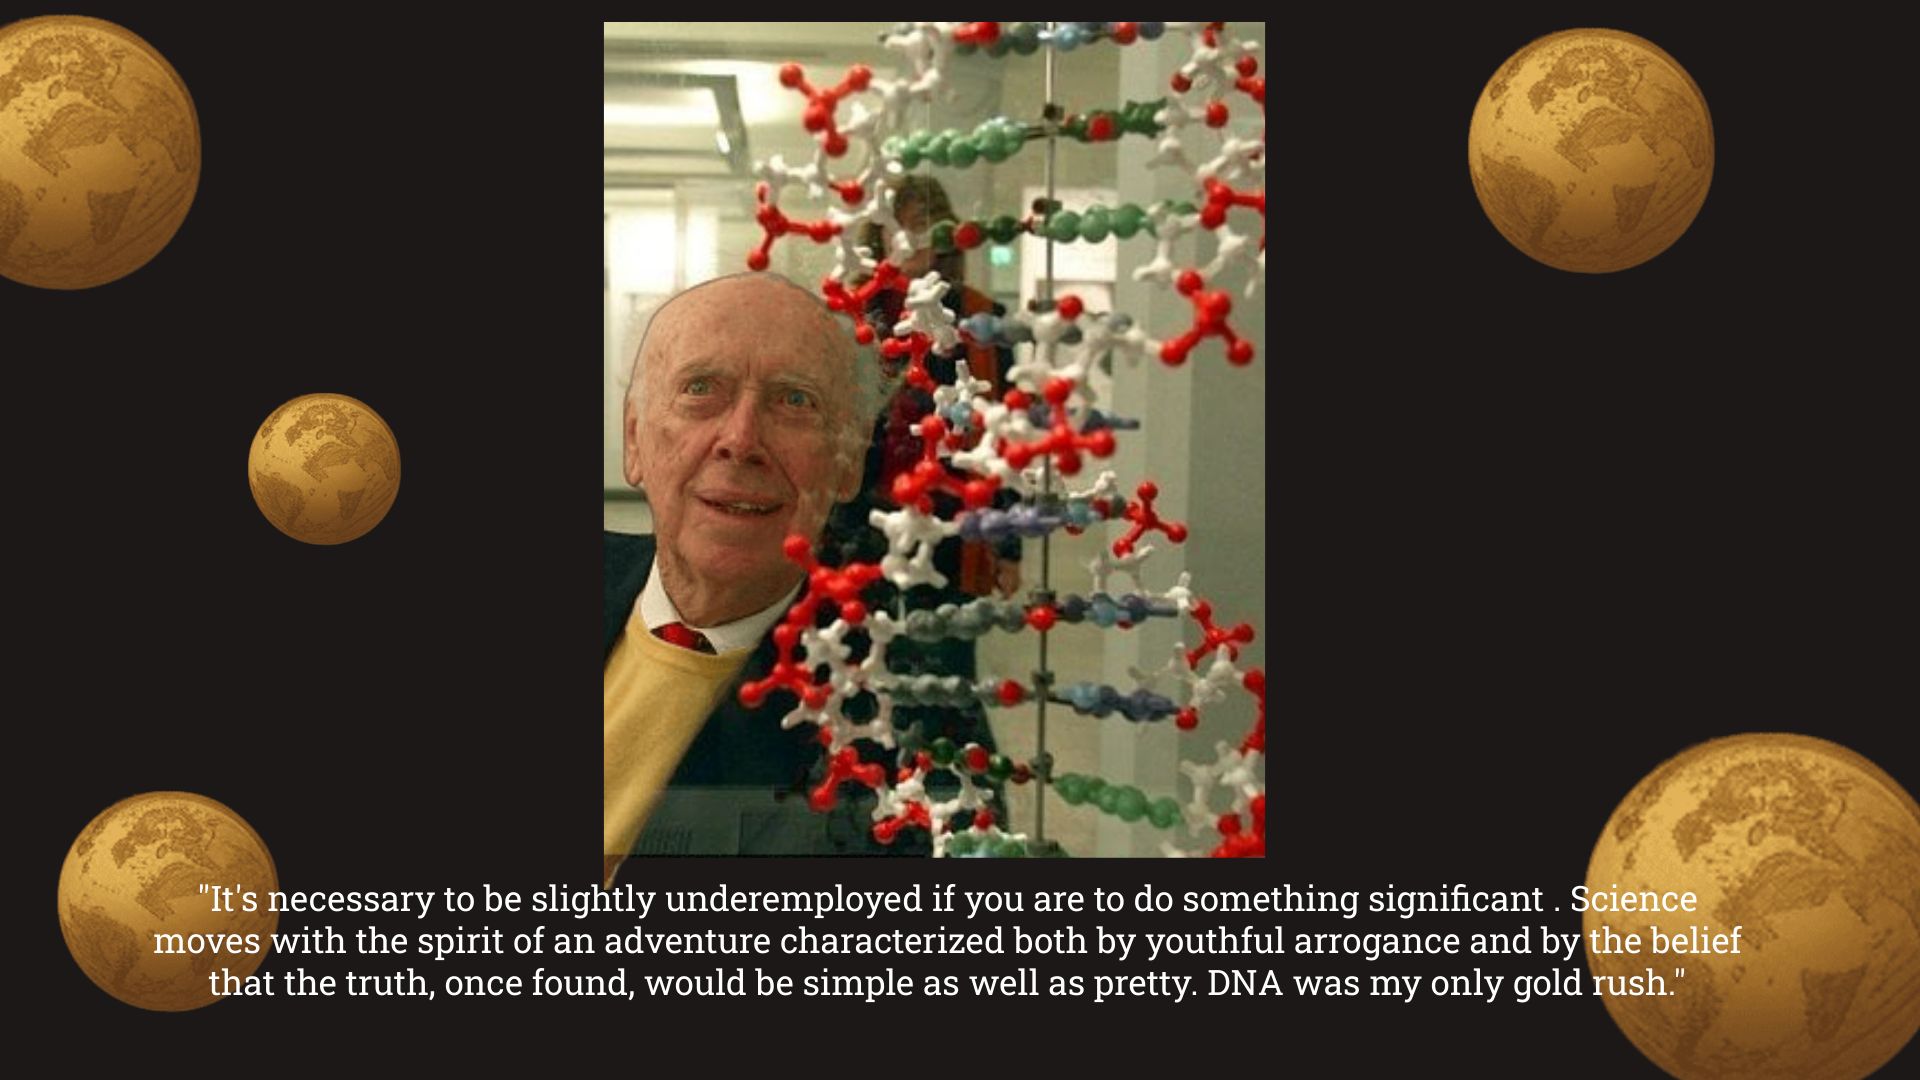 "It's necessary to be slightly underemployed if you are to do something significant . Science
moves with the spirit of an adventure characterized both by youthful arrogance and by the belief
that the truth, once found, would be simple as well as pretty. DNA was my only gold rush."